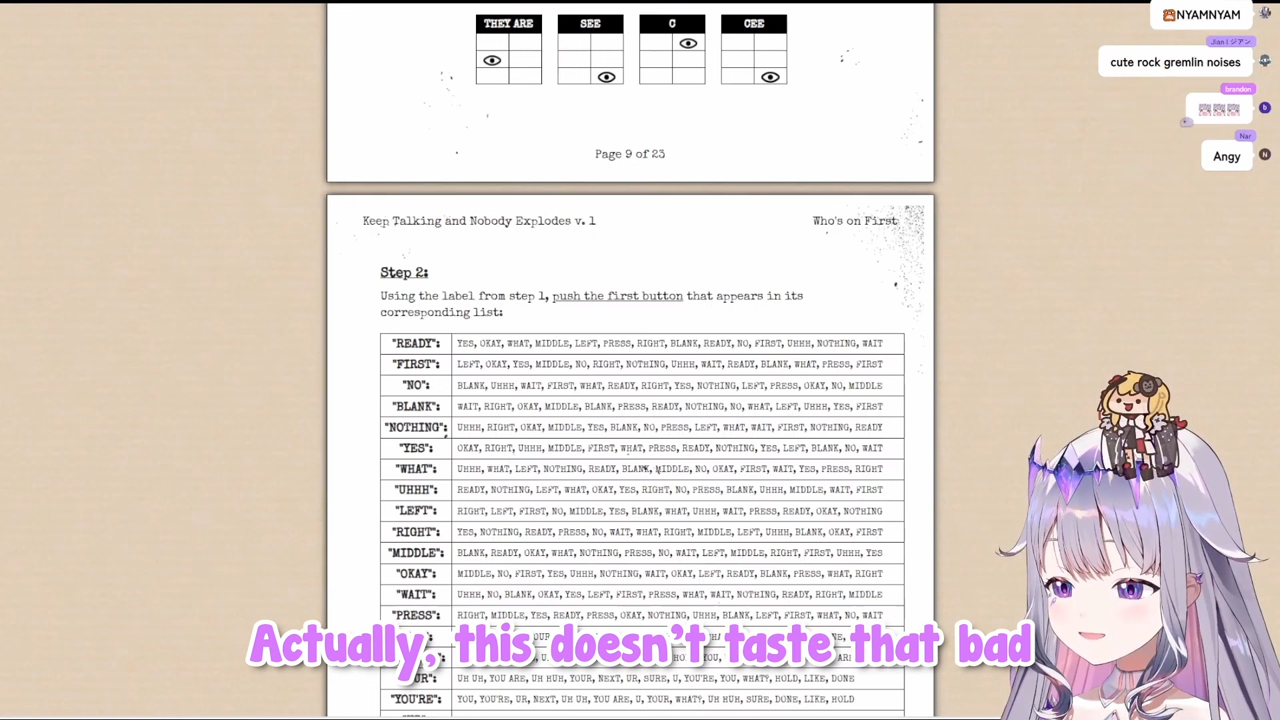 THEY ARE SEE C CEE
Page 9 of 23
NYAMNYAM
Jian | ジアン
cute rock gremlin noises
brandon
b
Nar
Angy
N
Keep Talking and Nobody Explodes v. 1 Who's on First
Step 2:
Using the label from step 1, push the first button that appears in its
corresponding list:
"READY": YES, OKAY, WHAT, MIDDLE, LEFT, PRESS, RIGHT, BLANK, READY, NO, FIRST, UHHH, NOTHING, WAIT
"FIRST": LEFT, OKAY, YES, MIDDLE, NO, RIGHT, NOTHING, UHHH, WAIT, READY, BLANK, WHAT, PRESS, FIRST
"NO": BLANK, UHHH, WAIT, FIRST, WHAT, READY, RIGHT, YES, NOTHING, LEFT, PRESS, OKAY, NO, MIDDLE
"BLANK": WAIT, RIGHT, OKAY, MIDDLE, BLANK, PRESS, READY, NOTHING, NO, WHAT, LEFT, UHHH, YES, FIRST
"NOTHING": UHHH, RIGHT, OKAY, MIDDLE, YES, BLANK, NO, PRESS, LEFT, WHAT, WAIT, FIRST, NOTHING, READY
"YES": OKAY, RIGHT, UHHH, MIDDLE, FIRST, WHAT, PRESS, READY, NOTHING, YES, LEFT, BLANK, NO, WAIT
"WHAT": UHHH, WHAT, LEFT, NOTHING, READY, BLANK, MIDDLE, NO, OKAY, FIRST, WAIT, YES, PRESS, RIGHT
"UHHH": READY, NOTHING, LEFT, WHAT, OKAY, YES, RIGHT, NO, PRESS, BLANK, UHHH, MIDDLE, WAIT, FIRST
"LEFT": RIGHT, LEFT, FIRST, NO, MIDDLE, YES, BLANK, WHAT, UHHH, WAIT, PRESS, READY, OKAY, NOTHING
"RIGHT": YES, NOTHING, READY, PRESS, NO, WAIT, WHAT, RIGHT, MIDDLE, LEFT, UHHH, BLANK, OKAY, FIRST
"MIDDLE": BLANK, READY, OKAY, WHAT, NOTHING, PRESS, NO, WAIT, LEFT, MIDDLE, RIGHT, FIRST, UHHH, YES
"OKAY": MIDDLE, NO, FIRST, YES, UHHH, NOTHING, WAIT, OKAY, LEFT, READY, BLANK, PRESS, WHAT, RIGHT
"WAIT": UHHH, NO, BLANK, OKAY, YES, LEFT, FIRST, PRESS, WHAT, WAIT, NOTHING, READY, RIGHT, MIDDLE
"PRESS": RIGHT, MIDDLE, YES, READY, PRESS, OKAY, NOTHING, UHHH, BLANK, LEFT, FIRST, WHAT, NO, WAIT
Actually, this doesn't taste that bad
UH UH, YOU ARE, UH HUH, YOUR, NEXT, UR, SURE, U, YOU'RE, YOU, WHAT?, HOLD, LIKE, DONE
"YOU'RE": YOU, YOU'RE, UR, NEXT, UH UH, YOU ARE, U, YOUR, WHAT?, UH HUH, SURE, DONE, LIKE, HOLD